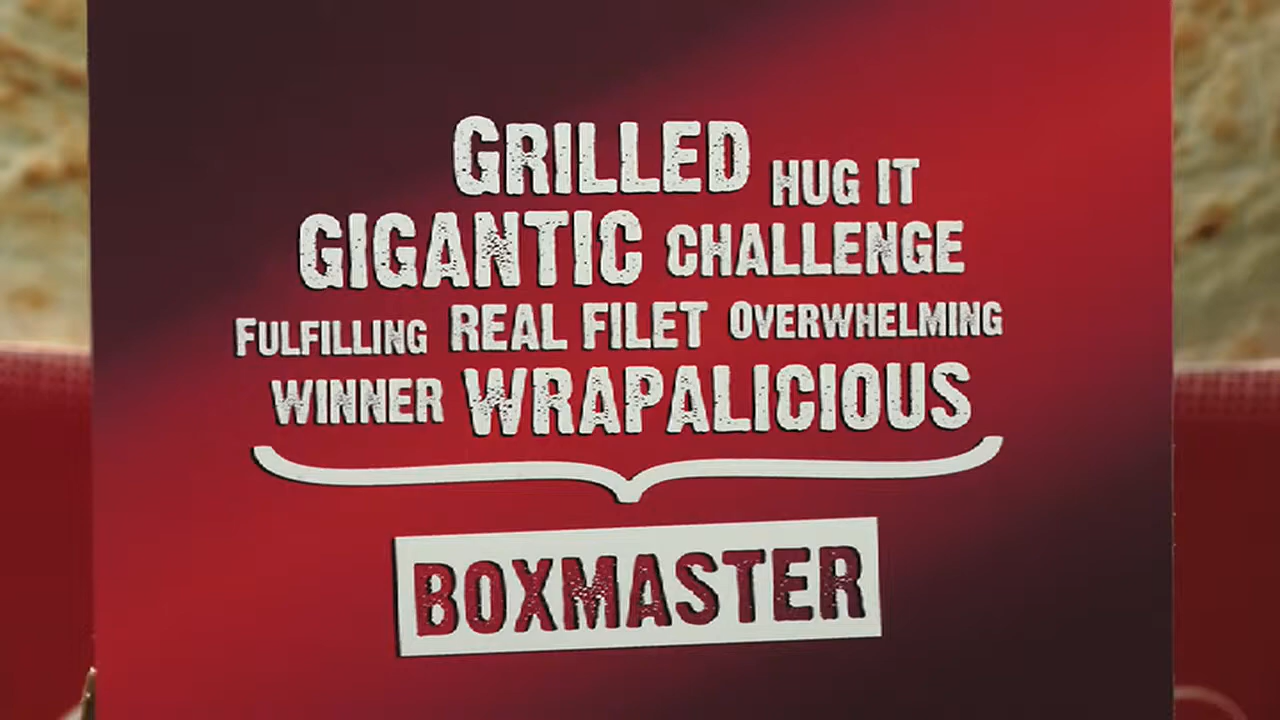 GRILLED HUG IT
GIGANTIC CHALLENGE
FULFILLING REAL FILET OVERWHELMING
WINNER WRAPALICIOUS
BOXMASTER